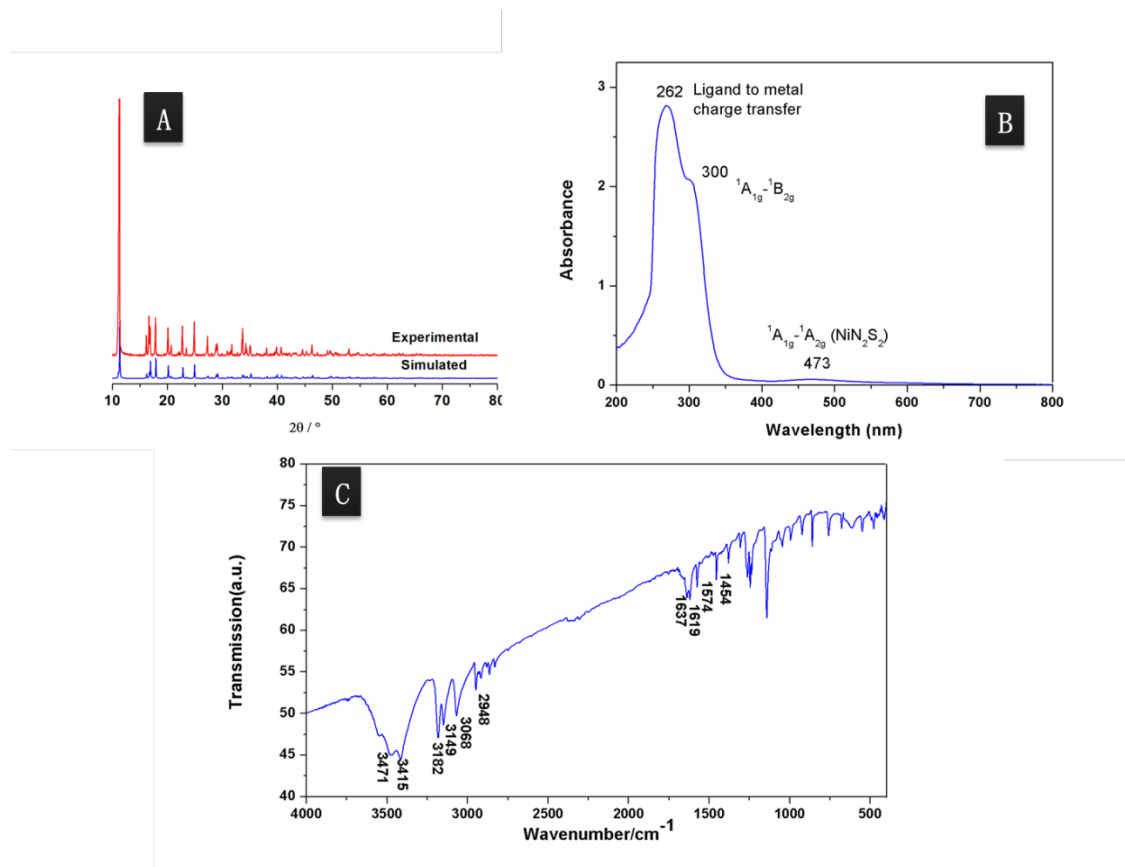 A
Experimental
Simulated
10 20 30 40 50 60 70 80
2θ / °
B
3
2
1
0
Absorbance
262 Ligand to metal
charge transfer
300 ¹A₁g-¹B₂g
¹A₁g-¹A₂g (NiN₂S₂)
473
200 300 400 500 600 700 800
Wavelength (nm)
C
80
75
70
65
60
55
50
45
40
Transmission(a.u.)
3471
3415
3182
3149
3068
2948
1637
1619
1574
1454
4000 3500 3000 2500 2000 1500 1000 500
Wavenumber/cm⁻¹